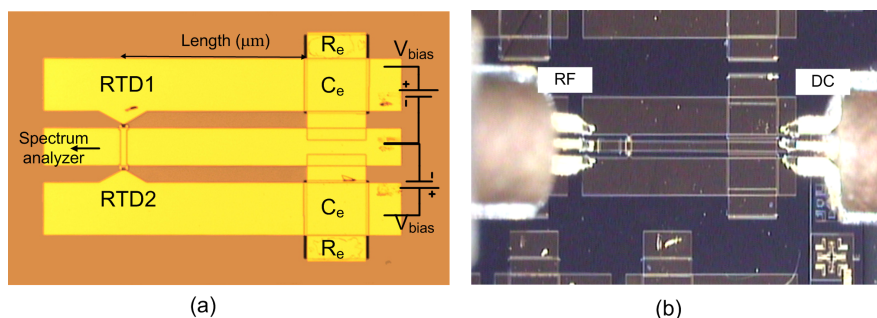 Length (μm)
Re
Vbias
RTD1
Ce
+
-
Spectrum
analyzer
-
+
RTD2
Ce
Vbias
Re
(a)
RF
DC
(b)